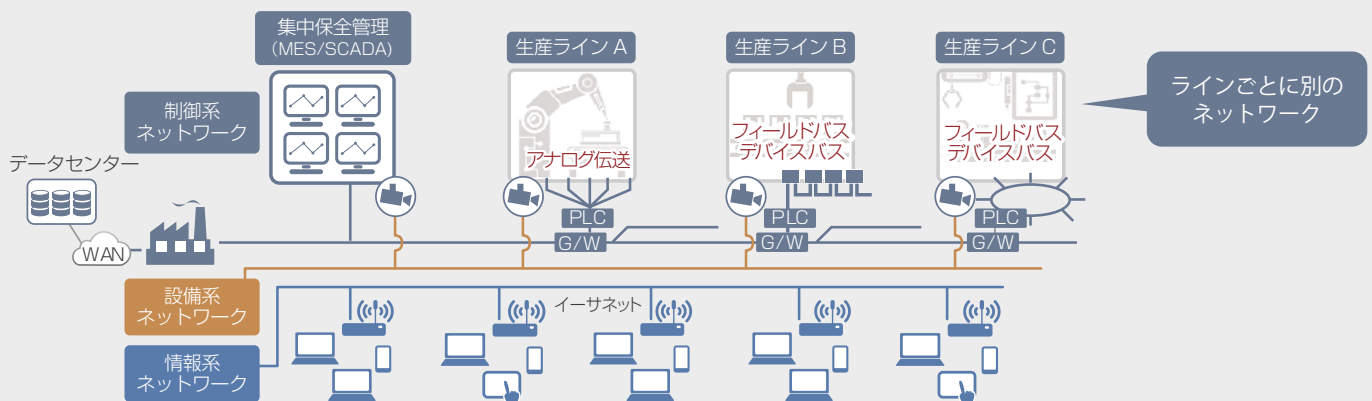 集中保全管理
(MES/SCADA)
生産ライン A
生産ライン B
生産ライン C
ラインごとに別の
ネットワーク
制御系
ネットワーク
アナログ伝送
フィールドバス
デバイスバス
フィールドバス
デバイスバス
データセンター
WAN
PLC
G/W
PLC
G/W
PLC
G/W
設備系
ネットワーク
イーサネット
情報系
ネットワーク